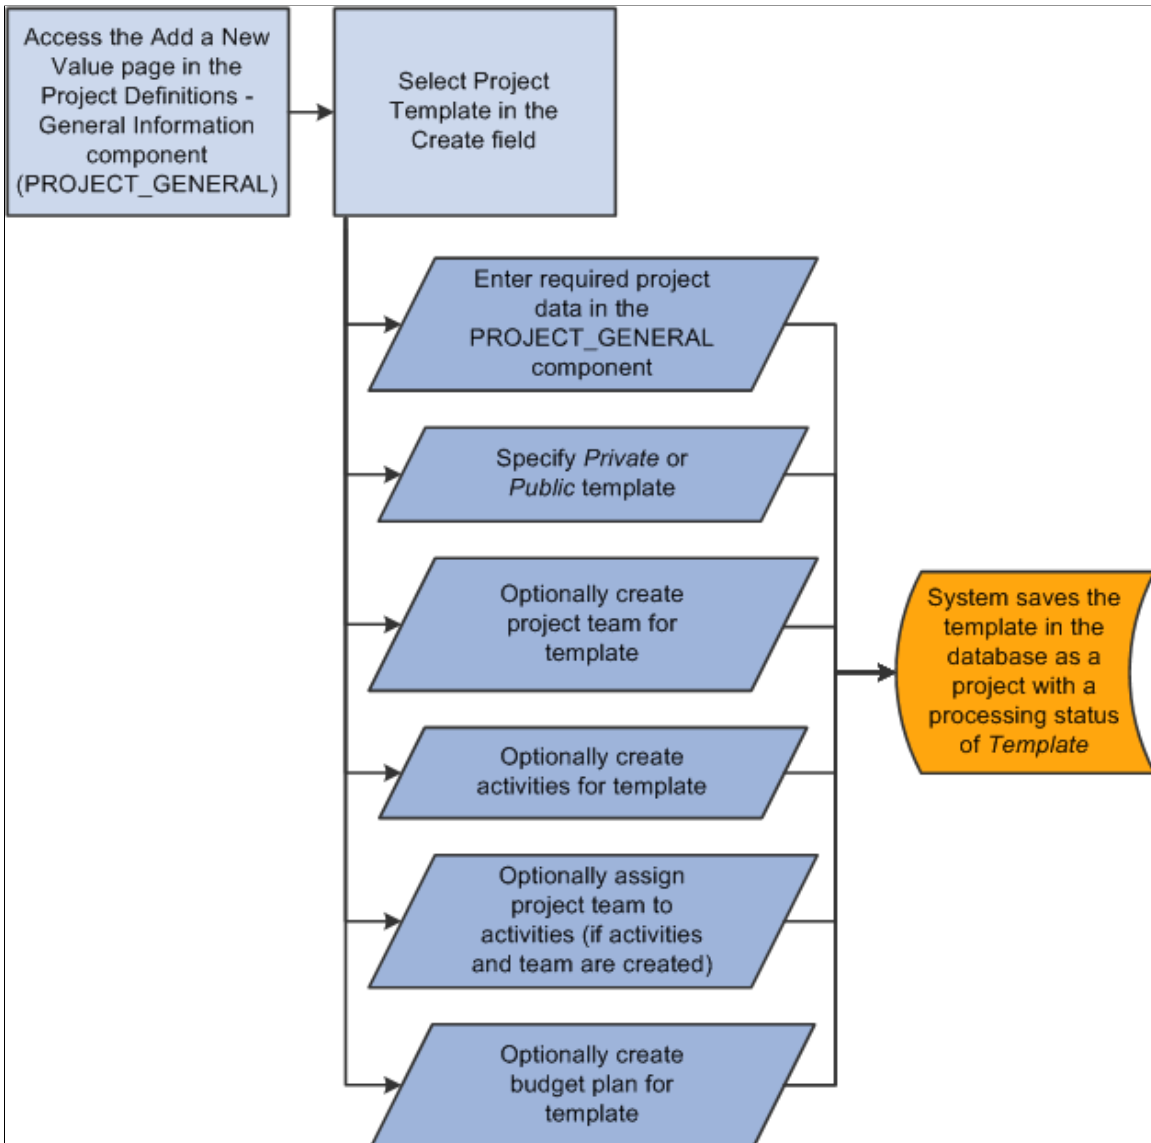 Access the Add a New
Value page in the
Project Definitions -
General Information
component
(PROJECT_GENERAL)
Select Project
Template in the
Create field
Enter required project
data in the
PROJECT_GENERAL
component
Specify Private or
Public template
Optionally create
project team for
template
Optionally create
activities for template
Optionally assign
project team to
activities (if activities
and team are created)
Optionally create
budget plan for
template
System saves the
template in the
database as a
project with a
processing status
of Template